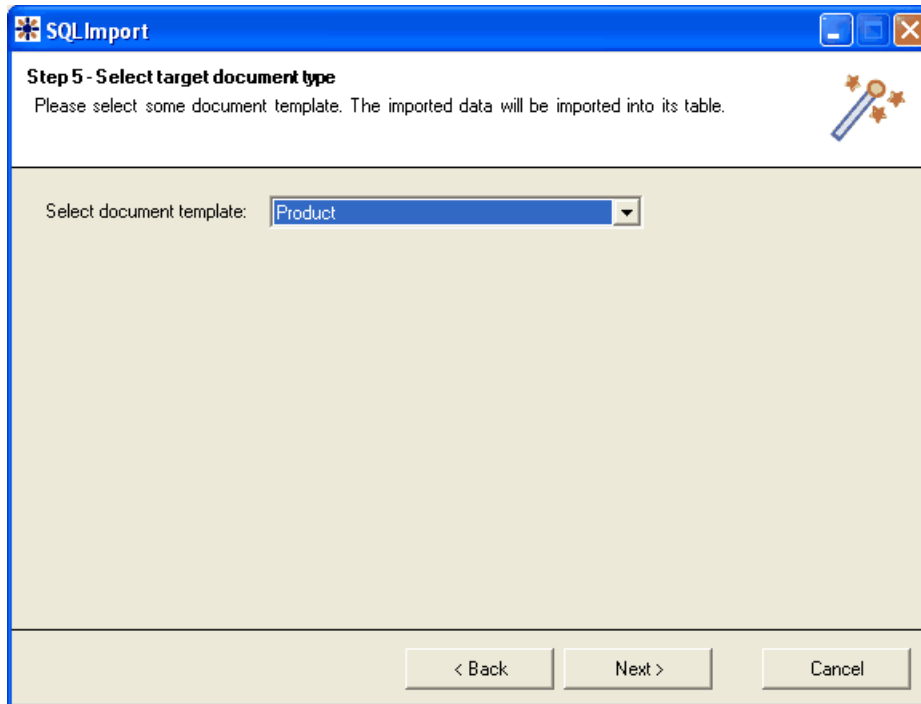 SQLImport
Step 5 - Select target document type
Please select some document template. The imported data will be imported into its table.
Select document template: Product
< Back Next > Cancel